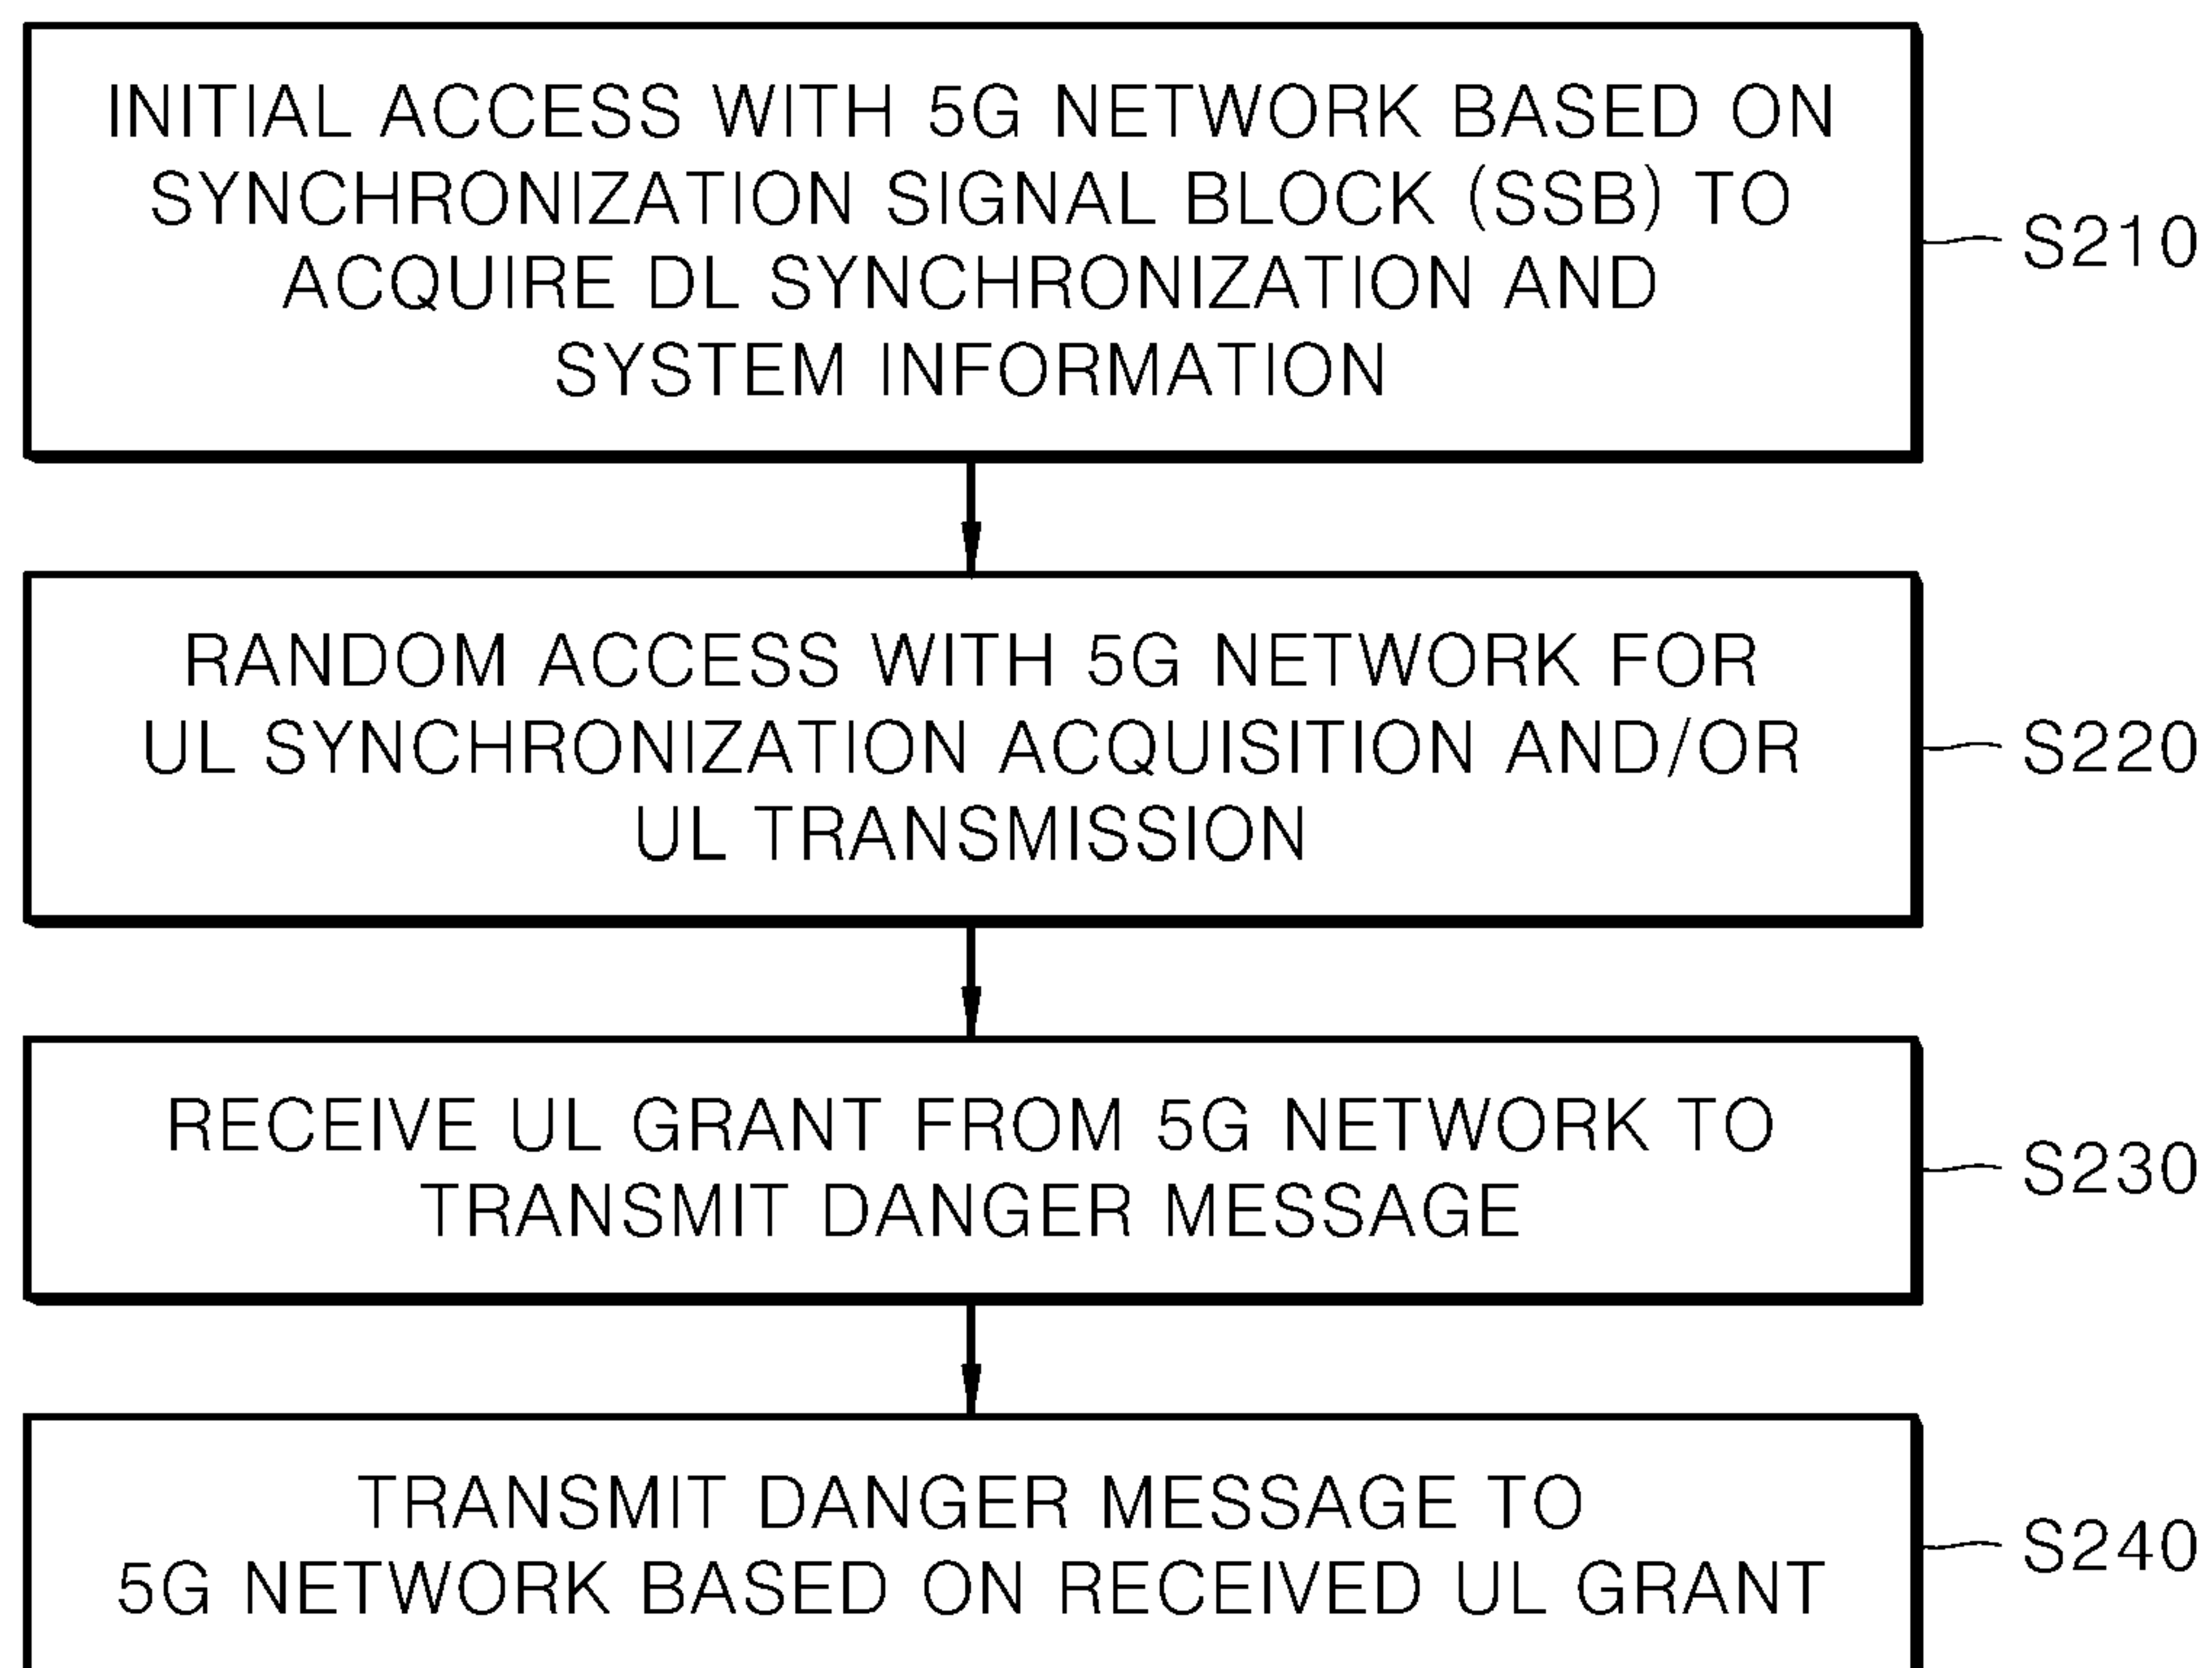 INITIAL ACCESS WITH 5G NETWORK BASED ON
SYNCHRONIZATION SIGNAL BLOCK (SSB) TO
ACQUIRE DL SYNCHRONIZATION AND
SYSTEM INFORMATION
S210
RANDOM ACCESS WITH 5G NETWORK FOR
UL SYNCHRONIZATION ACQUISITION AND/OR
UL TRANSMISSION
S220
RECEIVE UL GRANT FROM 5G NETWORK TO
TRANSMIT DANGER MESSAGE
S230
TRANSMIT DANGER MESSAGE TO
5G NETWORK BASED ON RECEIVED UL GRANT
S240